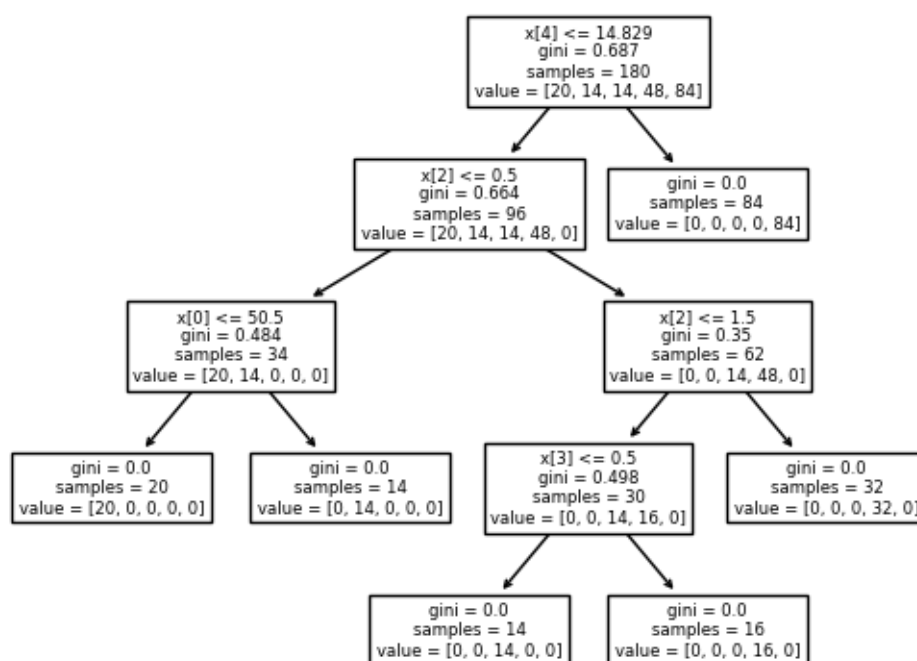 x[4] <= 14.829
gini = 0.687
samples = 180
value = [20, 14, 14, 48, 84]
x[2] <= 0.5
gini = 0.664
samples = 96
value = [20, 14, 14, 48, 0]
gini = 0.0
samples = 84
value = [0, 0, 0, 0, 84]
x[0] <= 50.5
gini = 0.484
samples = 34
value = [20, 14, 0, 0, 0]
x[2] <= 1.5
gini = 0.35
samples = 62
value = [0, 0, 14, 48, 0]
gini = 0.0
samples = 20
value = [20, 0, 0, 0, 0]
gini = 0.0
samples = 14
value = [0, 14, 0, 0, 0]
x[3] <= 0.5
gini = 0.498
samples = 30
value = [0, 0, 14, 16, 0]
gini = 0.0
samples = 32
value = [0, 0, 0, 32, 0]
gini = 0.0
samples = 14
value = [0, 0, 14, 0, 0]
gini = 0.0
samples = 16
value = [0, 0, 0, 16, 0]